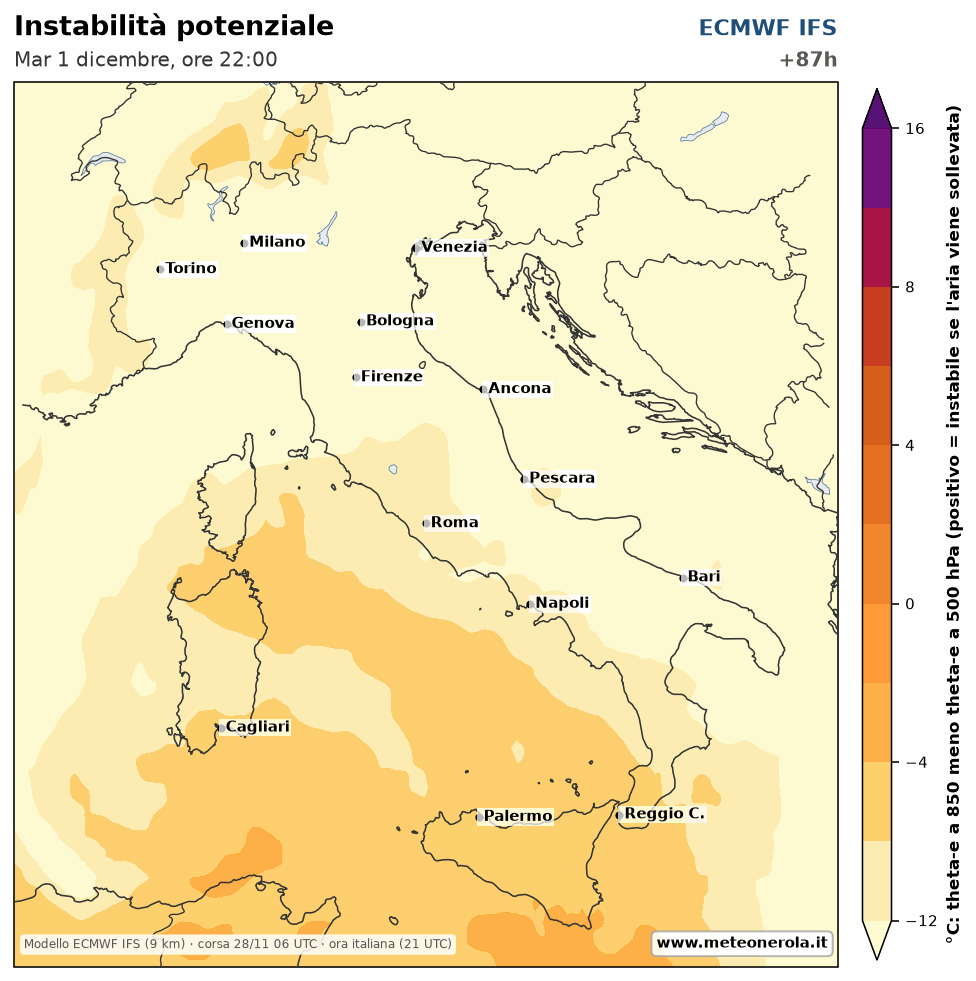 Instabilità potenziale
ECMWF IFS
Mar 1 dicembre, ore 22:00
+87h
Milano
Venezia
Torino
Genova
Bologna
Firenze
Ancona
Pescara
Roma
Bari
Napoli
Cagliari
Palermo
Reggio C.
Modello ECMWF IFS (9 km) · corsa 28/11 06 UTC · ora italiana (21 UTC)
www.meteonerola.it
16
8
4
0
−4
−12
°C: theta-e a 850 meno theta-e a 500 hPa (positivo = instabile se l'aria viene sollevata)